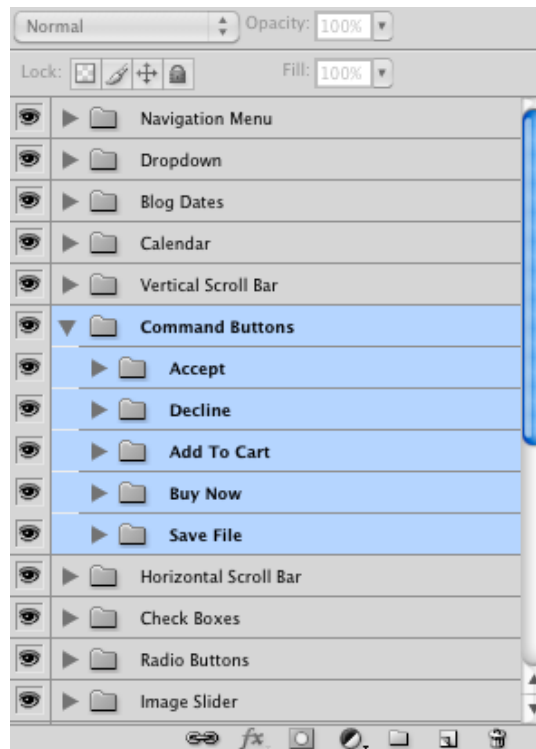 Normal Opacity: 100%
Lock: Fill: 100%
Navigation Menu
Dropdown
Blog Dates
Calendar
Vertical Scroll Bar
Command Buttons
Accept
Decline
Add To Cart
Buy Now
Save File
Horizontal Scroll Bar
Check Boxes
Radio Buttons
Image Slider
fx.